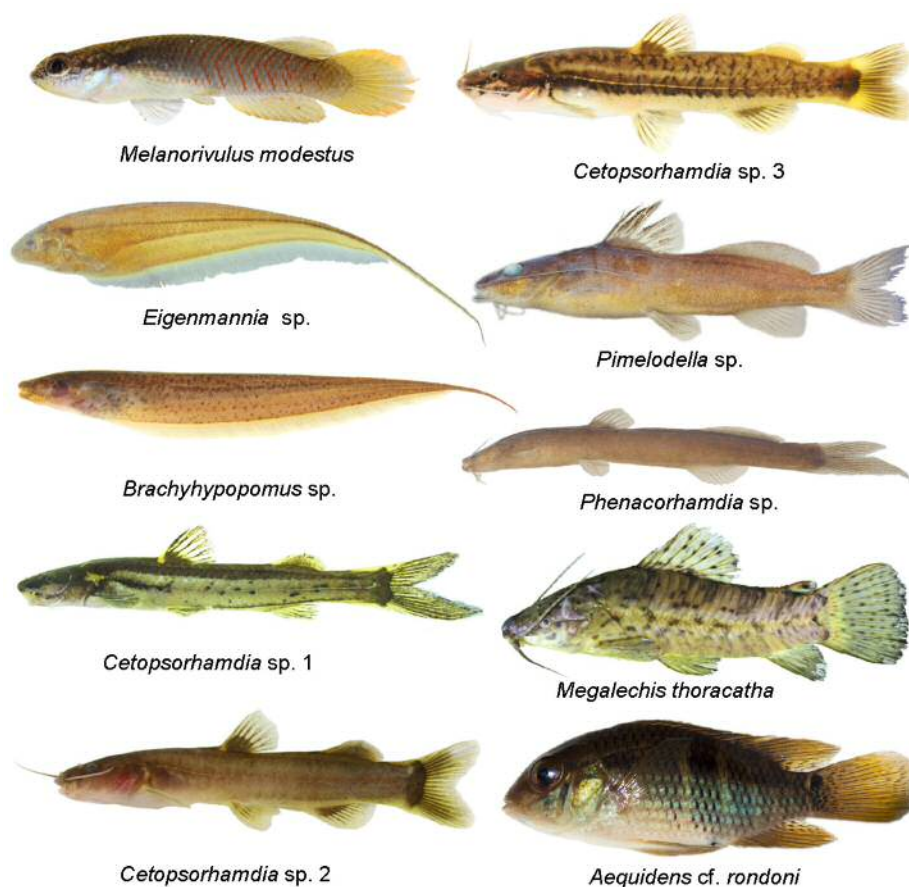 Melanorivulus modestus
Cetopsorhamdia sp. 3
Eigenmannia sp.
Pimelodella sp.
Brachyhypopomus sp.
Phenacorhamdia sp.
Cetopsorhamdia sp. 1
Megalechis thoracatha
Cetopsorhamdia sp. 2
Aequidens cf. rondoni